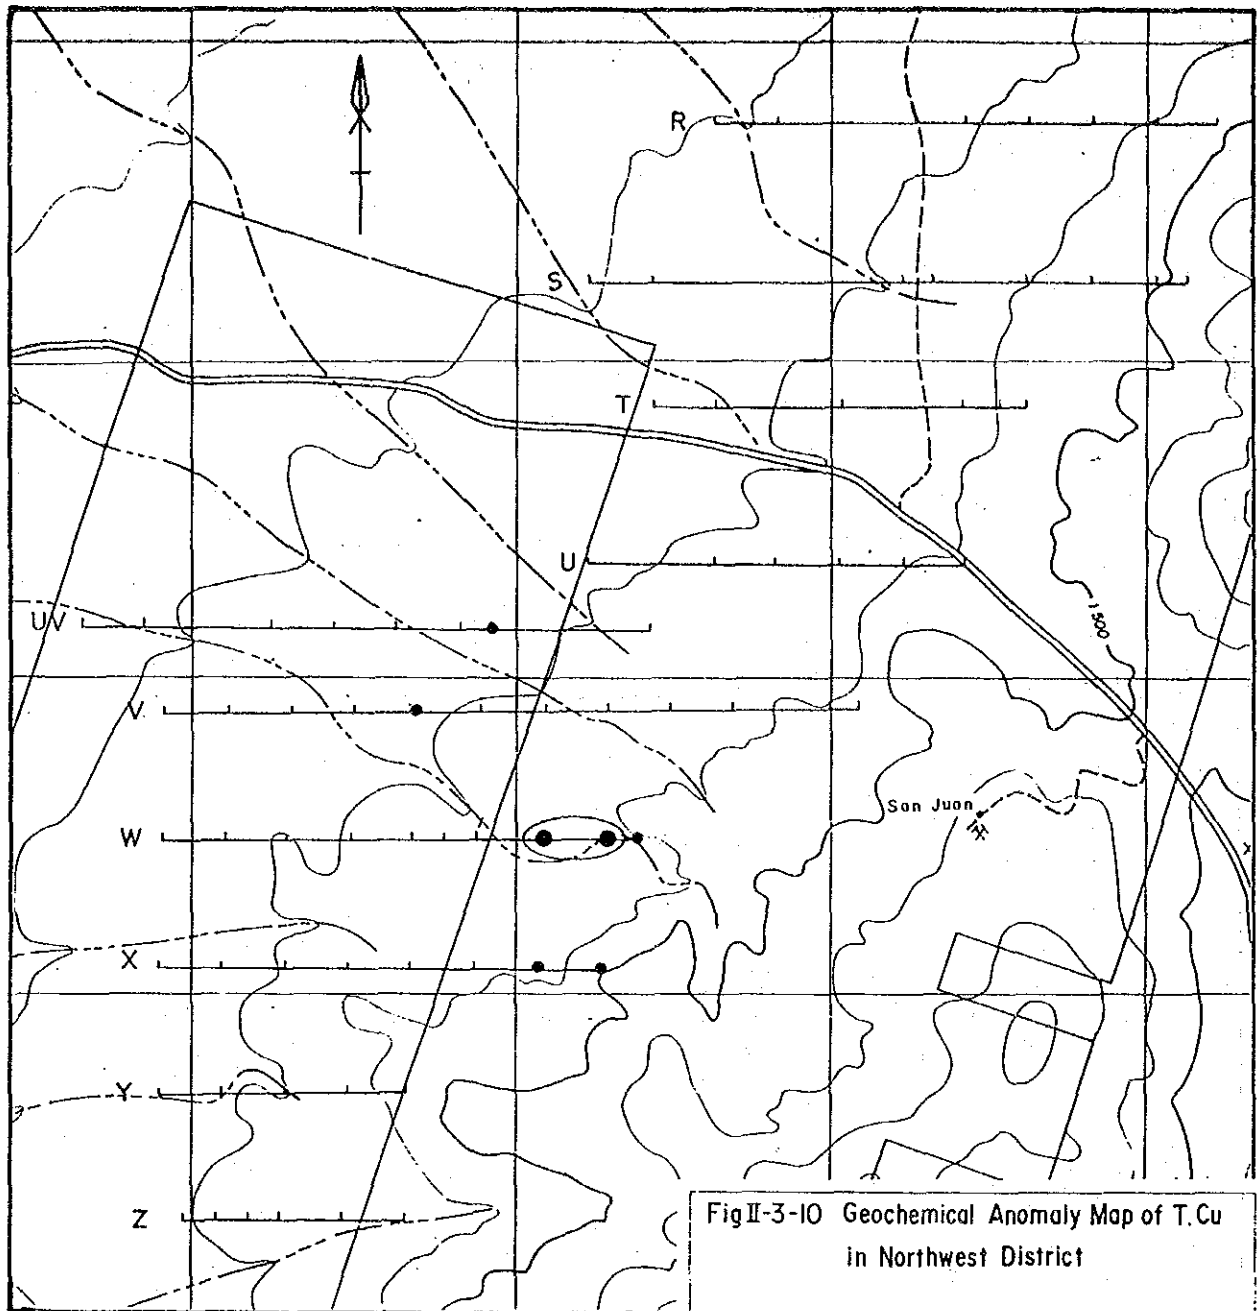 R
S
T
U
UV
1500
V
San Juan
W
X
Y
Z
Fig II-3-10 Geochemical Anomaly Map of T. Cu
in Northwest District